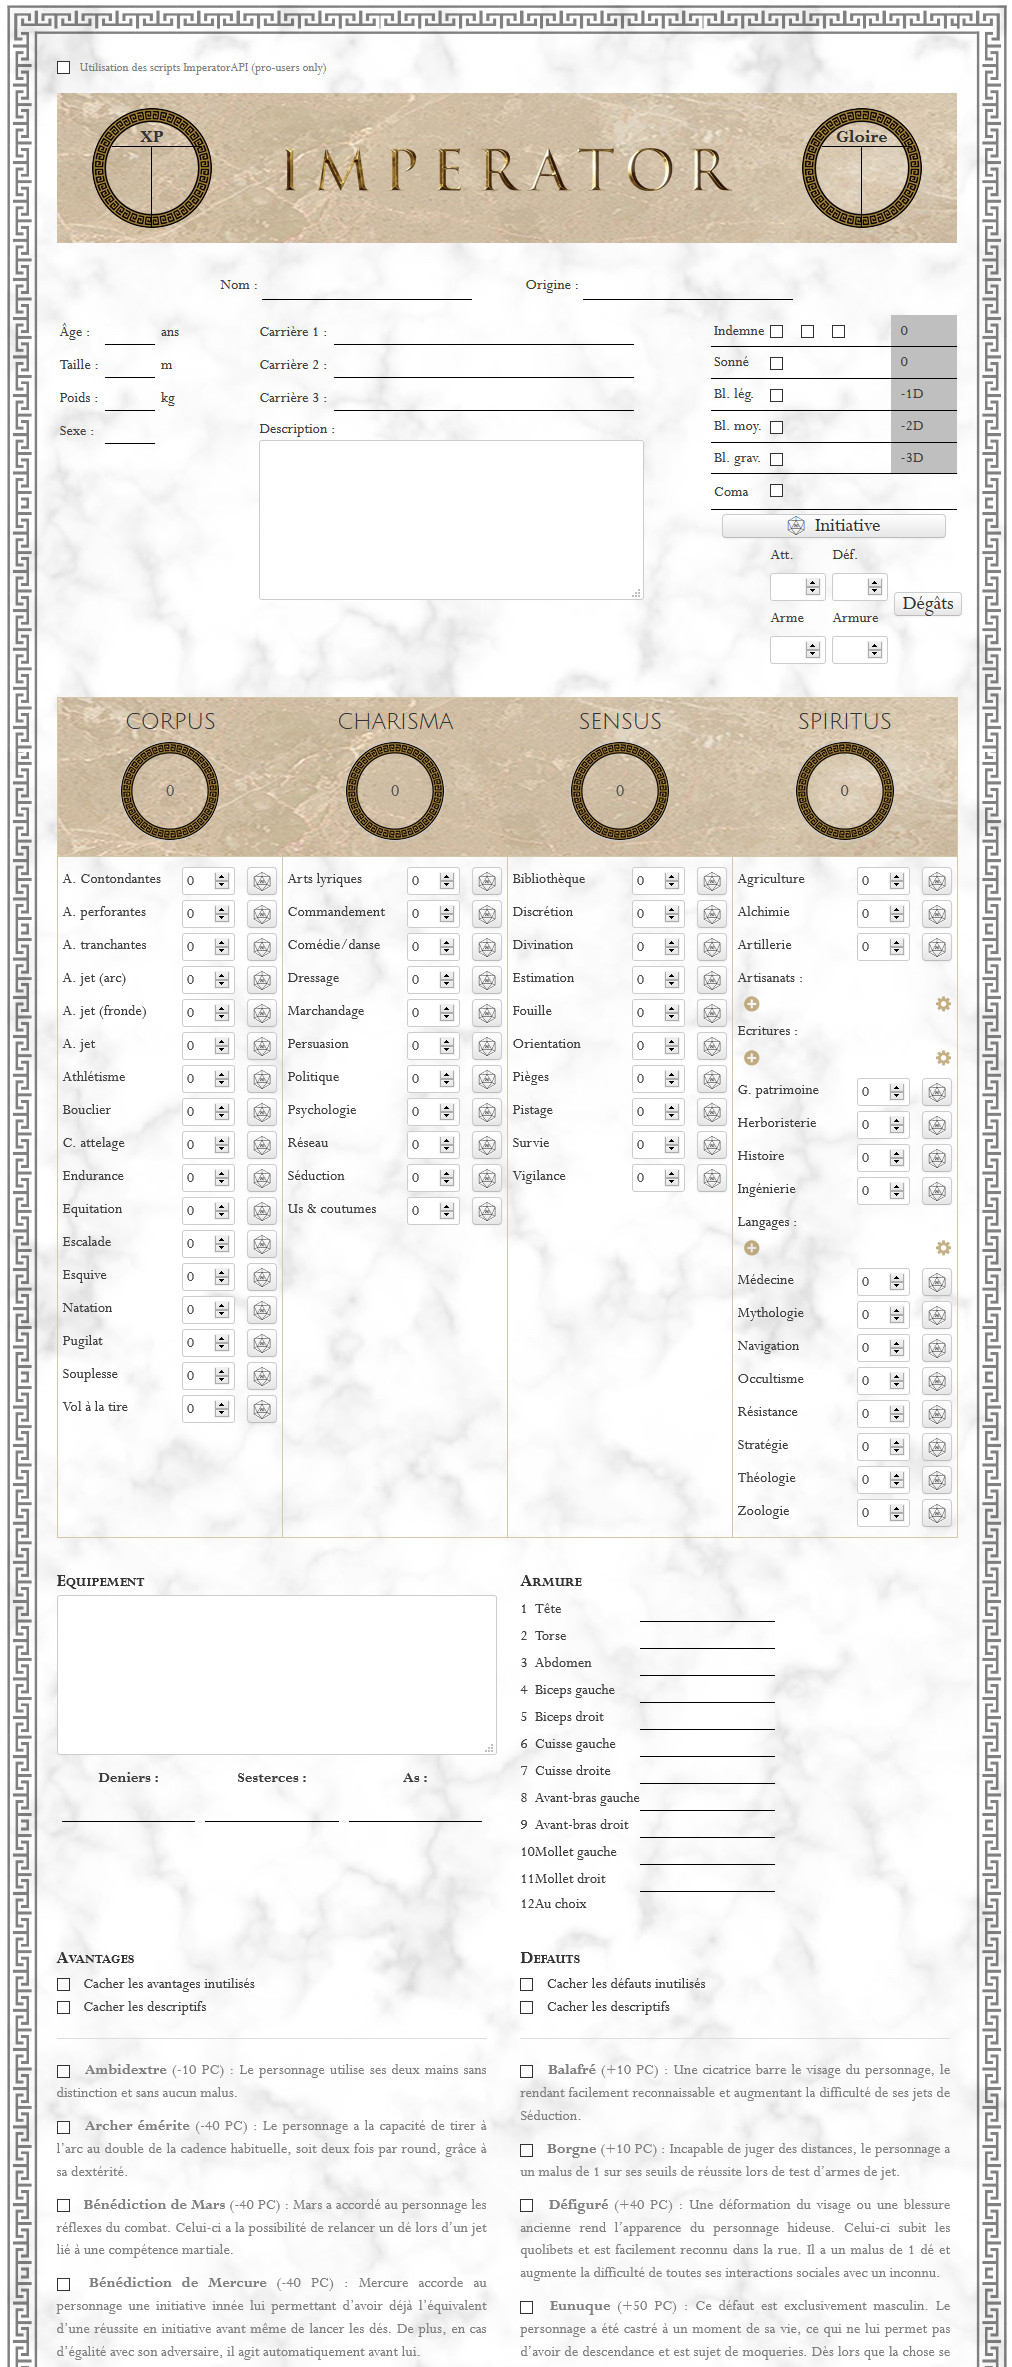 Utilisation des scripts ImperatorAPI (pro-users only)
XP
IMPERATOR
Gloire
Nom :
Origine :
Âge : ans
Taille : m
Poids : kg
Sexe :
Carrière 1 :
Carrière 2 :
Carrière 3 :
Description :
Indemne 0
Sonné 0
Bl. lég. -1D
Bl. moy. -2D
Bl. grav. -3D
Coma
Initiative
Att. Déf.
Dégâts
Arme Armure
CORPUS CHARISMA SENSUS SPIRITUS
0 0 0 0
A. Contondantes 0
A. perforantes 0
A. tranchantes 0
A. jet (arc) 0
A. jet (fronde) 0
A. jet 0
Athlétisme 0
Bouclier 0
C. attelage 0
Endurance 0
Equitation 0
Escalade 0
Esquive 0
Natation 0
Pugilat 0
Souplesse 0
Vol à la tire 0
Arts lyriques 0
Commandement 0
Comédie/danse 0
Dressage 0
Marchandage 0
Persuasion 0
Politique 0
Psychologie 0
Réseau 0
Séduction 0
Us & coutumes 0
Bibliothèque 0
Discrétion 0
Divination 0
Estimation 0
Fouille 0
Orientation 0
Pièges 0
Pistage 0
Survie 0
Vigilance 0
Agriculture 0
Alchimie 0
Artillerie 0
Artisanats :
Ecritures :
G. patrimoine 0
Herboristerie 0
Histoire 0
Ingénierie 0
Langages :
Médecine 0
Mythologie 0
Navigation 0
Occultisme 0
Résistance 0
Stratégie 0
Théologie 0
Zoologie 0
Equipement
Deniers : Sesterces : As :
Armure
1 Tête
2 Torse
3 Abdomen
4 Biceps gauche
5 Biceps droit
6 Cuisse gauche
7 Cuisse droite
8 Avant-bras gauche
9 Avant-bras droit
10Mollet gauche
11Mollet droit
12Au choix
Avantages
Cacher les avantages inutilisés
Cacher les descriptifs
Ambidextre (-10 PC) : Le personnage utilise ses deux mains sans
distinction et sans aucun malus.
Archer émérite (-40 PC) : Le personnage a la capacité de tirer à
l'arc au double de la cadence habituelle, soit deux fois par round, grâce à
sa dextérité.
Bénédiction de Mars (-40 PC) : Mars a accordé au personnage les
réflexes du combat. Celui-ci a la possibilité de relancer un dé lors d'un jet
lié à une compétence martiale.
Bénédiction de Mercure (-40 PC) : Mercure accorde au
personnage une initiative innée lui permettant d'avoir déjà l'équivalent
d'une réussite en initiative avant même de lancer les dés. De plus, en cas
d'égalité avec son adversaire, il agit automatiquement avant lui.
Defauts
Cacher les défauts inutilisés
Cacher les descriptifs
Balafré (+10 PC) : Une cicatrice barre le visage du personnage, le
rendant facilement reconnaissable et augmentant la difficulté de ses jets de
Séduction.
Borgne (+10 PC) : Incapable de juger des distances, le personnage a
un malus de 1 sur ses seuils de réussite lors de test d'armes de jet.
Défiguré (+40 PC) : Une déformation du visage ou une blessure
ancienne rend l'apparence du personnage hideuse. Celui-ci subit les
quolibets et est facilement reconnu dans la rue. Il a un malus de 1 dé et
augmente la difficulté de toutes ses interactions sociales avec un inconnu.
Eunuque (+50 PC) : Ce défaut est exclusivement masculin. Le
personnage a été castré à un moment de sa vie, ce qui ne lui permet pas
d'avoir de descendance et est sujet de moqueries. Dès lors que la chose se